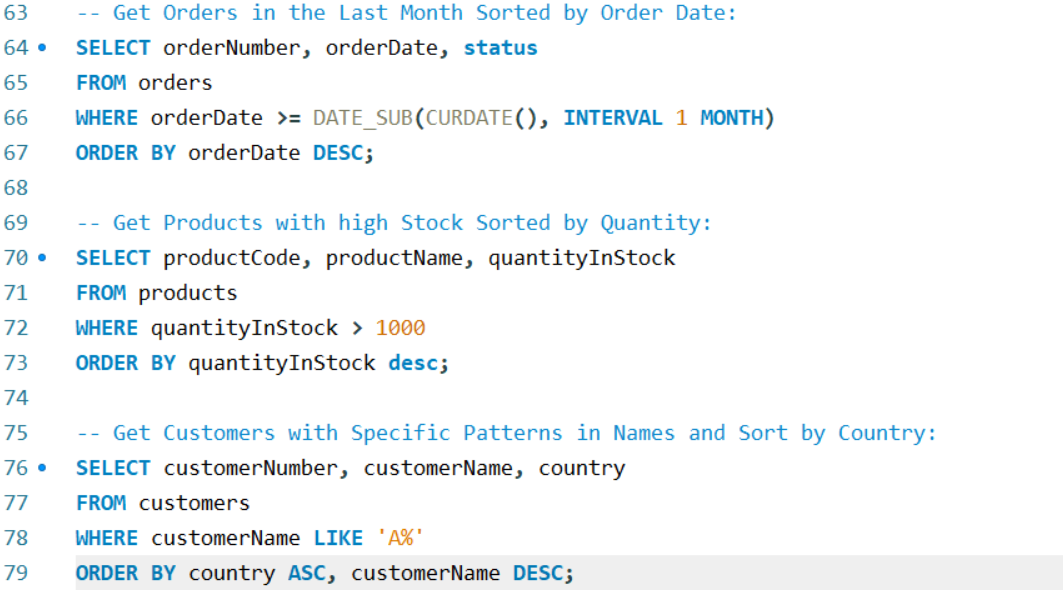 63 -- Get Orders in the Last Month Sorted by Order Date:
64 SELECT orderNumber, orderDate, status
65 FROM orders
66 WHERE orderDate >= DATE_SUB(CURDATE(), INTERVAL 1 MONTH)
67 ORDER BY orderDate DESC;
68
69 -- Get Products with high Stock Sorted by Quantity:
70 SELECT productCode, productName, quantityInStock
71 FROM products
72 WHERE quantityInStock > 1000
73 ORDER BY quantityInStock desc;
74
75 -- Get Customers with Specific Patterns in Names and Sort by Country:
76 SELECT customerNumber, customerName, country
77 FROM customers
78 WHERE customerName LIKE 'A%'
79 ORDER BY country ASC, customerName DESC;